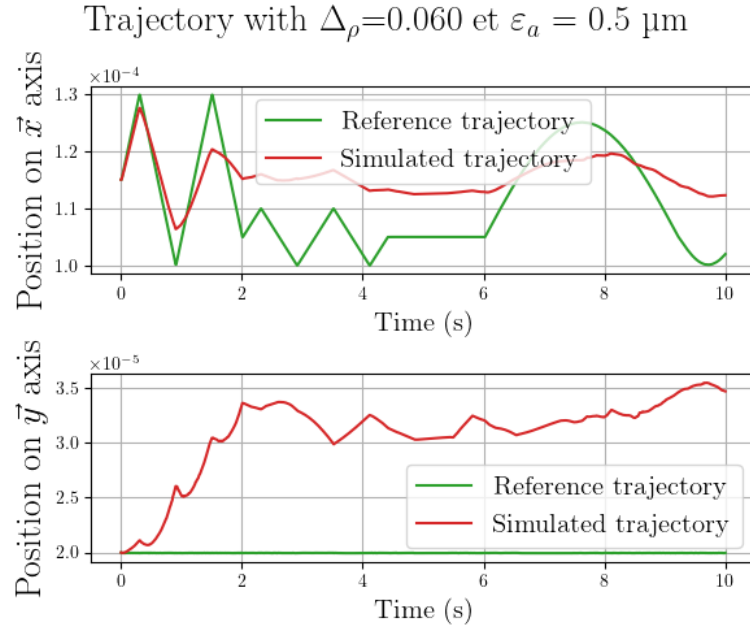 Trajectory with Δρ=0.060 et εa = 0.5 µm
×10⁻⁴
Position on x⃗ axis
1.3
1.2
1.1
1.0
Reference trajectory
Simulated trajectory
0 2 4 6 8 10
Time (s)
×10⁻⁵
Position on y⃗ axis
3.5
3.0
2.5
2.0
Reference trajectory
Simulated trajectory
0 2 4 6 8 10
Time (s)